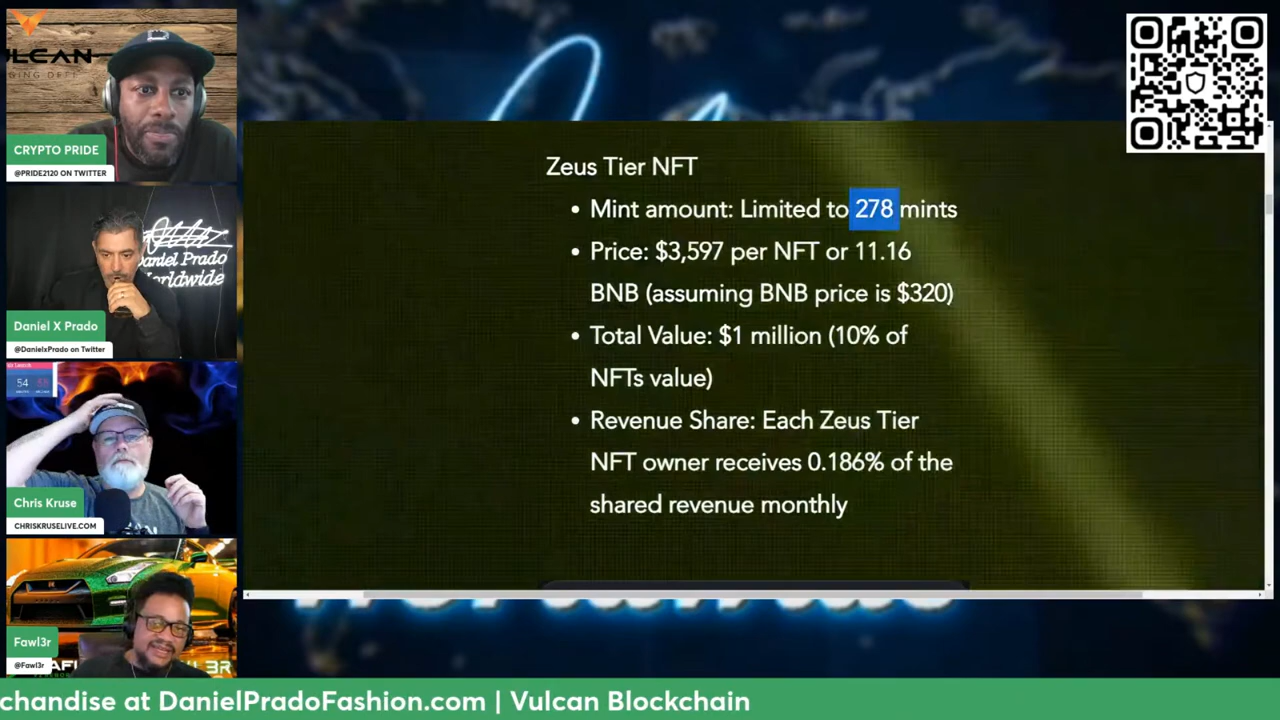 CRYPTO PRIDE
@PRIDE2120 ON TWITTER
Daniel Prado
Worldwide
Daniel X Prado
@DanielxPrado on Twitter
54
Chris Kruse
CHRISKRUSELIVE.COM
Fawl3r
@Fawl3r
Zeus Tier NFT
• Mint amount: Limited to 278 mints
• Price: $3,597 per NFT or 11.16
BNB (assuming BNB price is $320)
• Total Value: $1 million (10% of
NFTs value)
• Revenue Share: Each Zeus Tier
NFT owner receives 0.186% of the
shared revenue monthly
chandise at DanielPradoFashion.com | Vulcan Blockchain